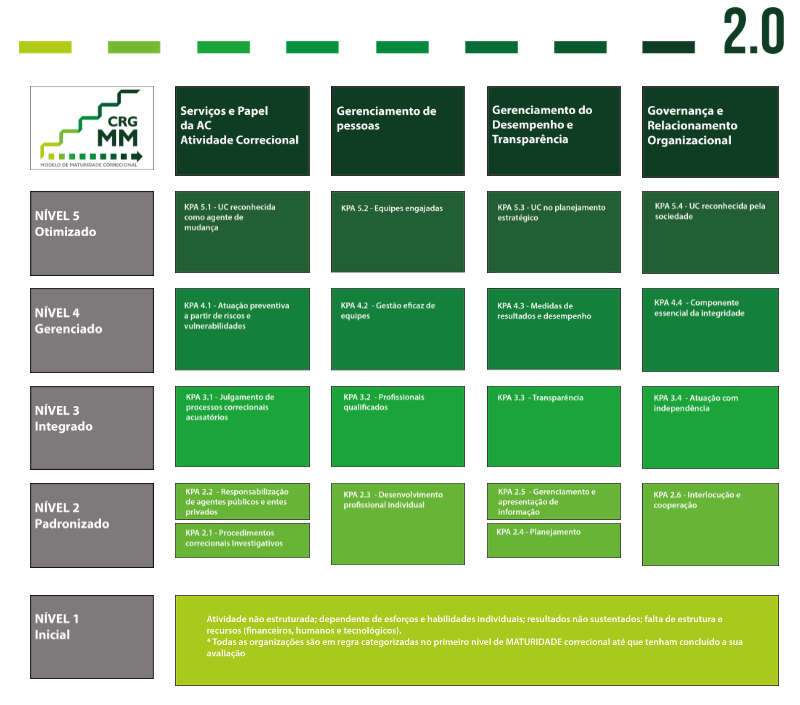 2.0
CRG
MM
MODELO DE MATURIDADE CORRECIONAL
Serviços e Papel
da AC
Atividade Correcional
Gerenciamento de
pessoas
Gerenciamento do
Desempenho e
Transparência
Governança e
Relacionamento
Organizacional
NÍVEL 5
Otimizado
KPA 5.1 - UC reconhecida
como agente de
mudança
KPA 5.2 - Equipes engajadas
KPA 5.3 - UC no planejamento
estratégico
KPA 5.4 - UC reconhecida pela
sociedade
NÍVEL 4
Gerenciado
KPA 4.1 - Atuação preventiva
a partir de riscos e
vulnerabilidades
KPA 4.2 - Gestão eficaz de
equipes
KPA 4.3 - Medidas de
resultados e desempenho
KPA 4.4 - Componente
essencial da integridade
NÍVEL 3
Integrado
KPA 3.1 - Julgamento de
processos correcionais
acusatórios
KPA 3.2 - Profissionais
qualificados
KPA 3.3 - Transparência
KPA 3.4 - Atuação com
independência
NÍVEL 2
Padronizado
KPA 2.2 - Responsabilização
de agentes públicos e entes
privados
KPA 2.1 - Procedimentos
correcionais investigativos
KPA 2.3 - Desenvolvimento
profissional individual
KPA 2.5 - Gerenciamento e
apresentação de
informação
KPA 2.4 - Planejamento
KPA 2.6 - Interlocução e
cooperação
NÍVEL 1
Inicial
Atividade não estruturada; dependente de esforços e habilidades individuais; resultados não sustentados; falta de estrutura e
recursos (financeiros, humanos e tecnológicos).
* Todas as organizações são em regra categorizadas no primeiro nível de MATURIDADE correcional até que tenham concluído a sua
avaliação